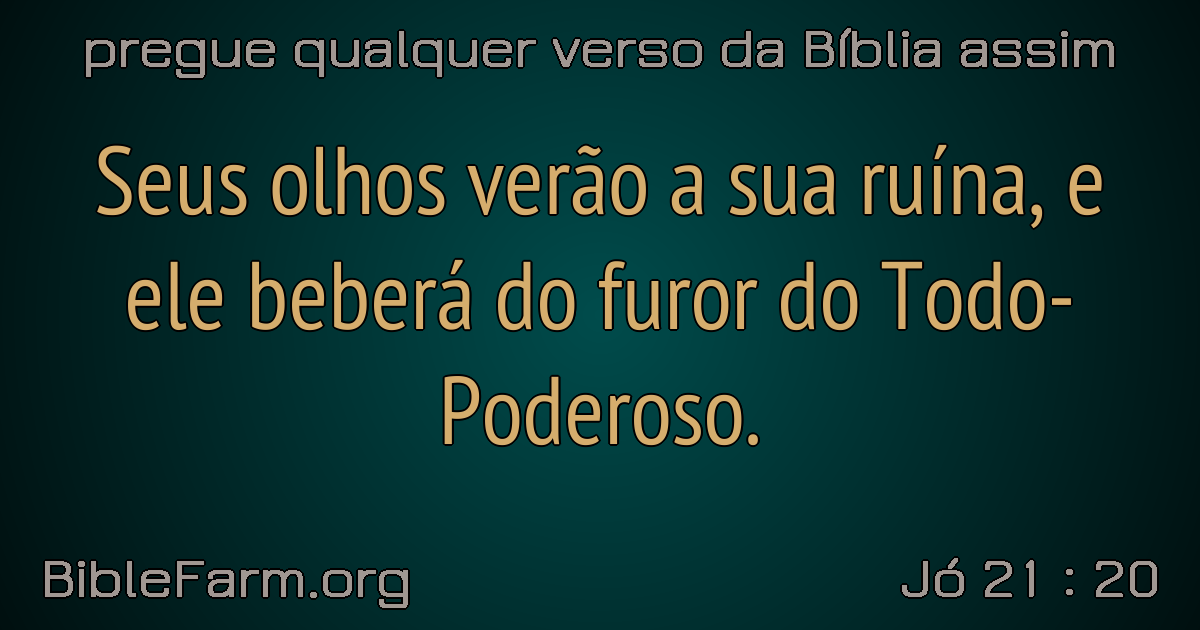 pregue qualquer verso da Bíblia assim
Seus olhos verão a sua ruína, e
ele beberá do furor do Todo-
Poderoso.
BibleFarm.org
Jó 21 : 20